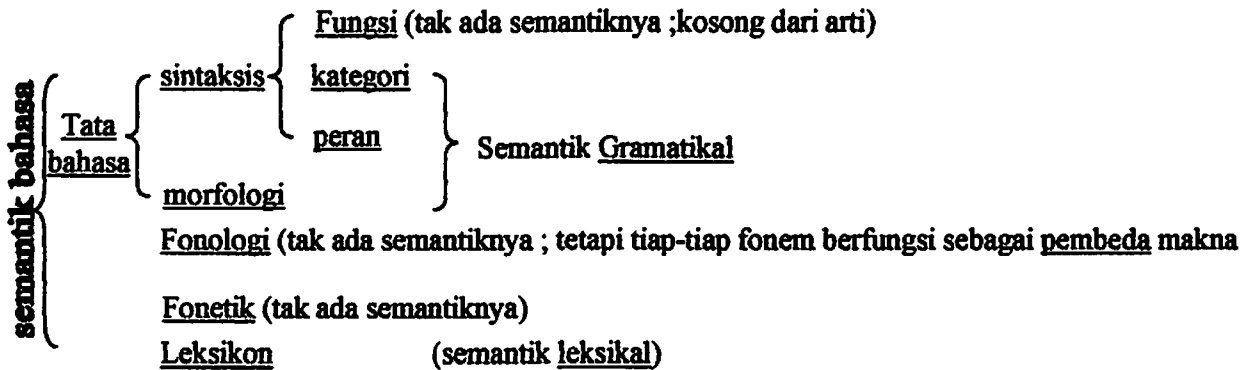 Fungsi (tak ada semantiknya ;kosong dari arti)
semantik bahasa
Tata bahasa
sintaksis
kategori
peran
Semantik Gramatikal
morfologi
Fonologi (tak ada semantiknya ; tetapi tiap-tiap fonem berfungsi sebagai pembeda makna
Fonetik (tak ada semantiknya)
Leksikon (semantik leksikal)